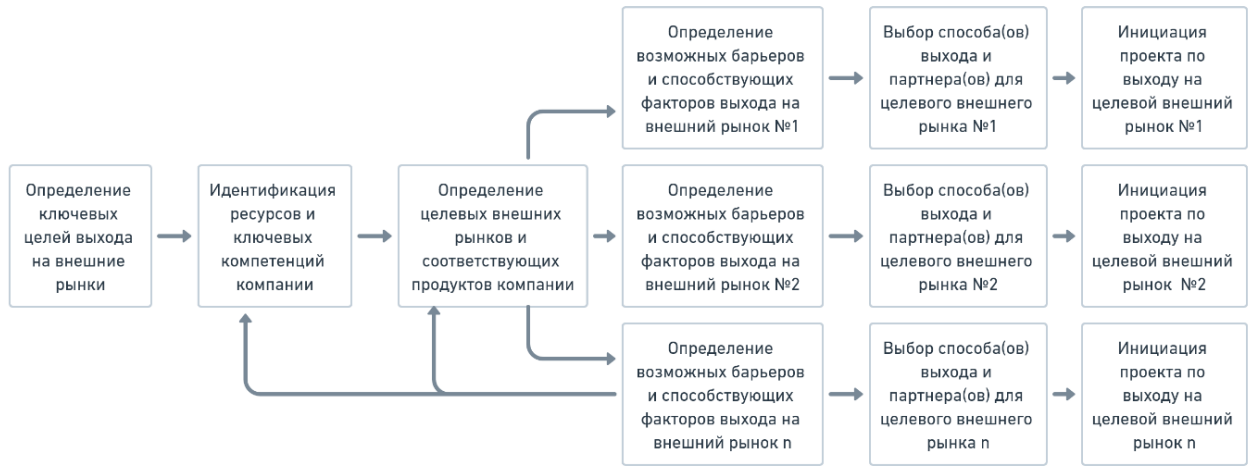 Определение
ключевых
целей выхода
на внешние
рынки
Идентификация
ресурсов и
ключевых
компетенций
компании
Определение
целевых внешних
рынков и
соответствующих
продуктов компании
Определение
возможных барьеров
и способствующих
факторов выхода на
внешний рынок №1
Выбор способа(ов)
выхода и
партнера(ов) для
целевого внешнего
рынка №1
Инициация
проекта по
выходу на
целевой внешний
рынок №1
Определение
возможных барьеров
и способствующих
факторов выхода на
внешний рынок №2
Выбор способа(ов)
выхода и
партнера(ов) для
целевого внешнего
рынка №2
Инициация
проекта по
выходу на
целевой внешний
рынок №2
Определение
возможных барьеров
и способствующих
факторов выхода на
внешний рынок n
Выбор способа(ов)
выхода и
партнера(ов) для
целевого внешнего
рынка n
Инициация
проекта по
выходу на
целевой внешний
рынок n